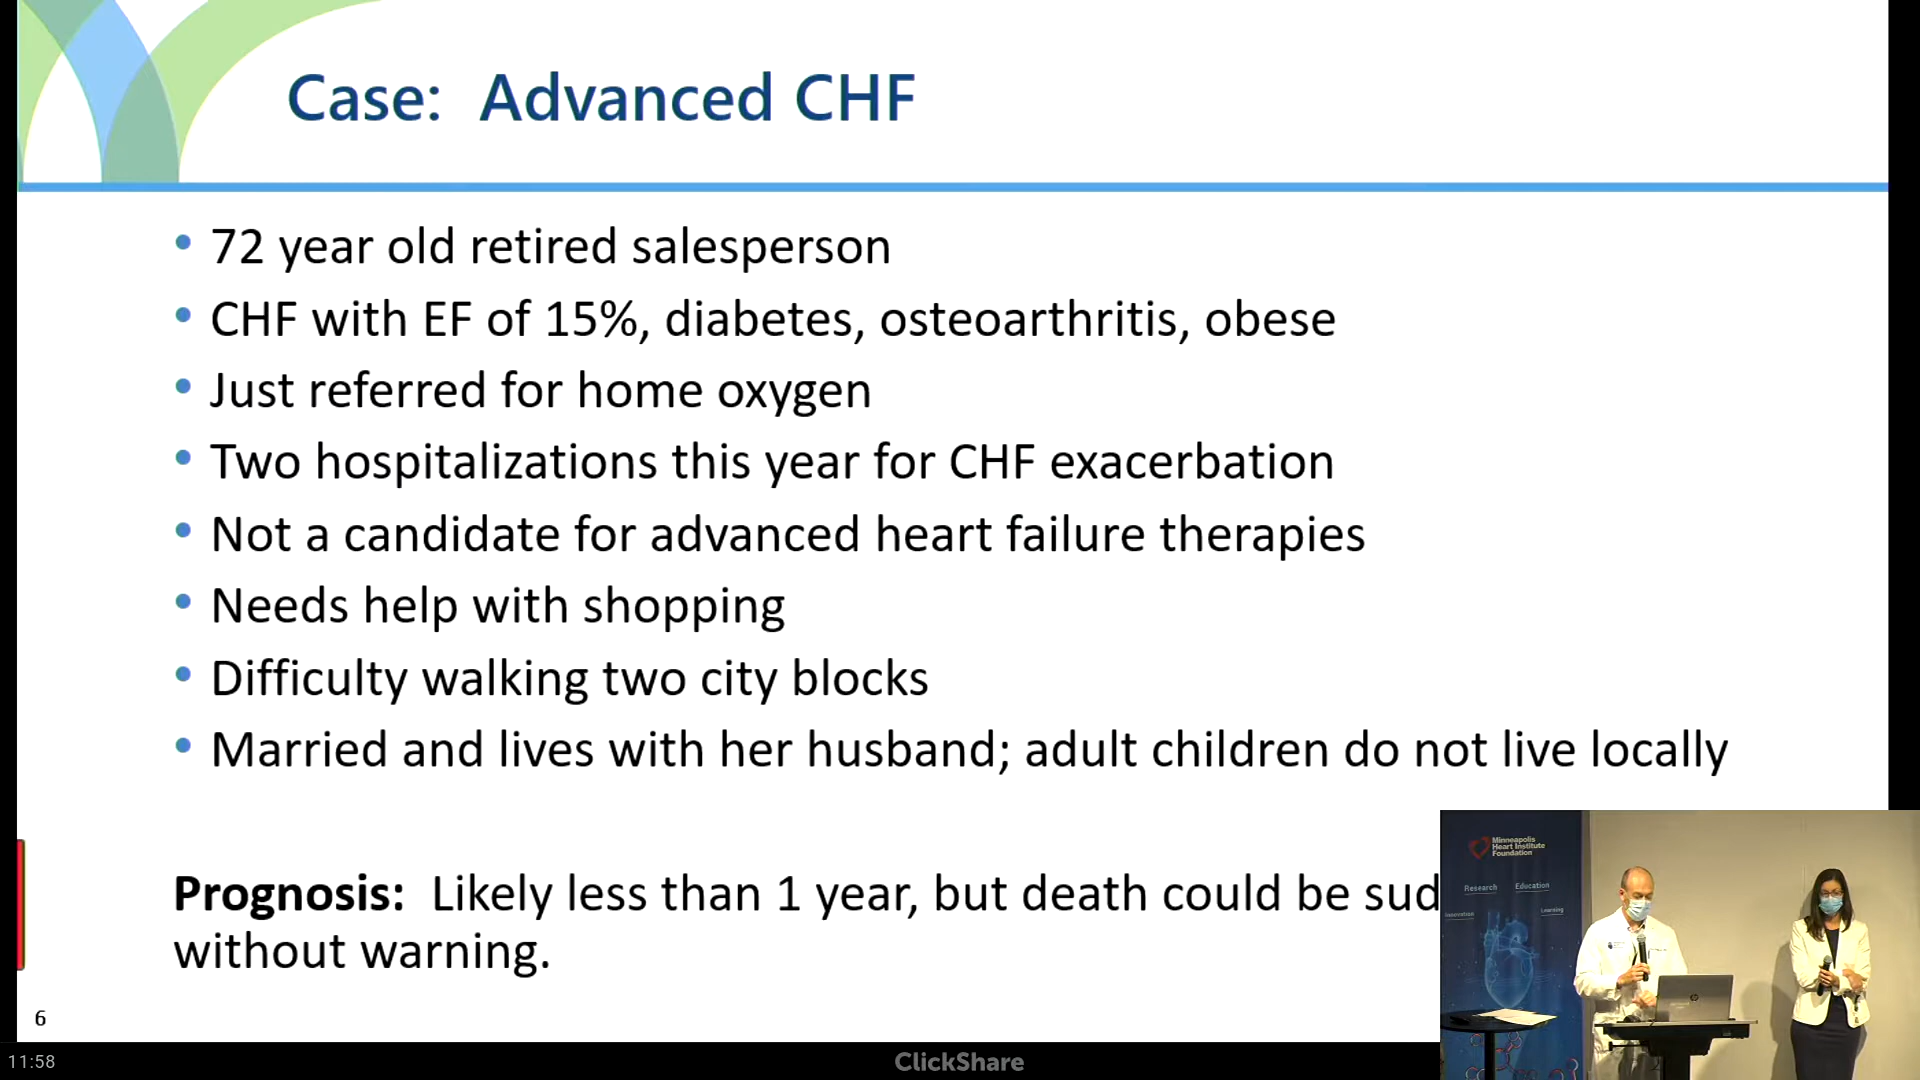 Case: Advanced CHF
• 72 year old retired salesperson
• CHF with EF of 15%, diabetes, osteoarthritis, obese
• Just referred for home oxygen
• Two hospitalizations this year for CHF exacerbation
• Not a candidate for advanced heart failure therapies
• Needs help with shopping
• Difficulty walking two city blocks
• Married and lives with her husband; adult children do not live locally
Prognosis: Likely less than 1 year, but death could be sud
without warning.
6
11:58
ClickShare
Minneapolis
Heart Institute
Foundation
Research Education
Innovation Learning
hp